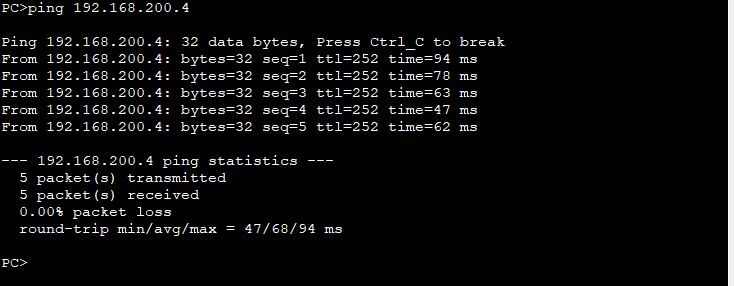 PC>ping 192.168.200.4
Ping 192.168.200.4: 32 data bytes, Press Ctrl_C to break
From 192.168.200.4: bytes=32 seq=1 ttl=252 time=94 ms
From 192.168.200.4: bytes=32 seq=2 ttl=252 time=78 ms
From 192.168.200.4: bytes=32 seq=3 ttl=252 time=63 ms
From 192.168.200.4: bytes=32 seq=4 ttl=252 time=47 ms
From 192.168.200.4: bytes=32 seq=5 ttl=252 time=62 ms
--- 192.168.200.4 ping statistics ---
5 packet(s) transmitted
5 packet(s) received
0.00% packet loss
round-trip min/avg/max = 47/68/94 ms
PC>